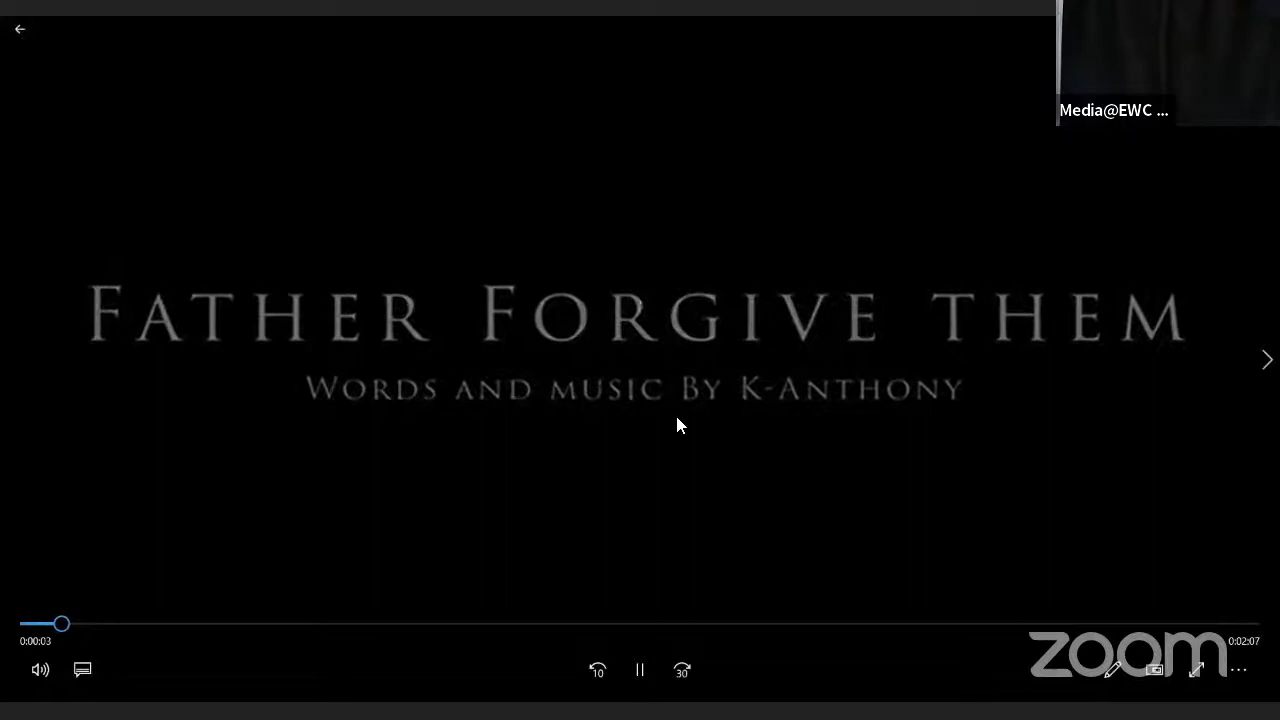 Media@EWC ...
FATHER FORGIVE THEM
WORDS AND MUSIC BY K-ANTHONY
0:00:03
0:02:07
10
30
zoom